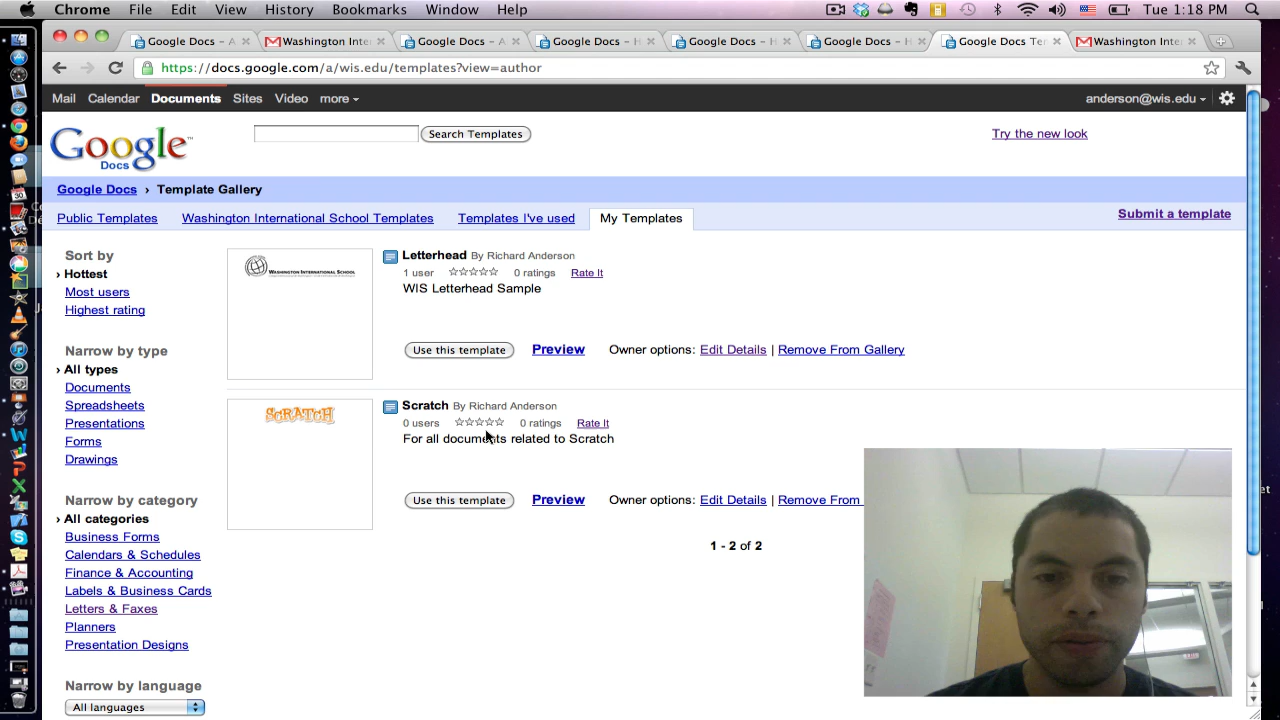 Chrome File Edit View History Bookmarks Window Help Tue 1:18 PM
Google Docs - A Washington Inte Google Docs - A Google Docs - H Google Docs - H Google Docs - H Google Docs Ten Washington Inte
https://docs.google.com/a/wis.edu/templates?view=author
Mail Calendar Documents Sites Video more anderson@wis.edu
Google™ Docs
Search Templates
Try the new look
Google Docs › Template Gallery
Public Templates Washington International School Templates Templates I've used My Templates Submit a template
Sort by
› Hottest
Most users
Highest rating
Narrow by type
› All types
Documents
Spreadsheets
Presentations
Forms
Drawings
Narrow by category
› All categories
Business Forms
Calendars & Schedules
Finance & Accounting
Labels & Business Cards
Letters & Faxes
Planners
Presentation Designs
Narrow by language
All languages
WASHINGTON INTERNATIONAL SCHOOL
Letterhead By Richard Anderson
1 user 0 ratings Rate It
WIS Letterhead Sample
Use this template Preview Owner options: Edit Details | Remove From Gallery
SCRATCH
Scratch By Richard Anderson
0 users 0 ratings Rate It
For all documents related to Scratch
Use this template Preview Owner options: Edit Details | Remove From
1 - 2 of 2